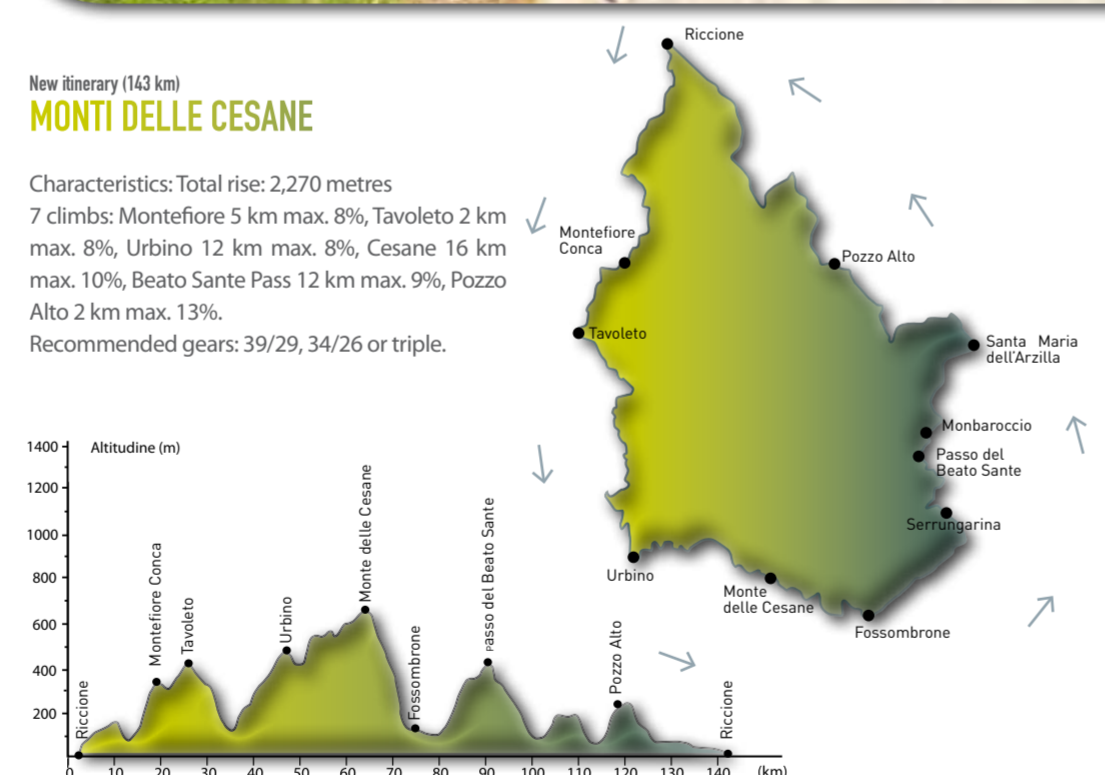 New itinerary (143 km)
MONTI DELLE CESANE
Characteristics: Total rise: 2,270 metres
7 climbs: Montefiore 5 km max. 8%, Tavoleto 2 km
max. 8%, Urbino 12 km max. 8%, Cesane 16 km
max. 10%, Beato Sante Pass 12 km max. 9%, Pozzo
Alto 2 km max. 13%.
Recommended gears: 39/29, 34/26 or triple.
Riccione
Montefiore
Conca
Pozzo Alto
Tavoleto
Santa Maria
dell'Arzilla
Monbaroccio
Passo del
Beato Sante
Serrungarina
Urbino
Monte
delle Cesane
Fossombrone
Altitudine (m)
1400
1200
1000
800
600
400
200
Riccione
Montefiore Conca
Tavoleto
Urbino
Monte delle Cesane
Fossombrone
Passo del Beato Sante
Pozzo Alto
Riccione
0 10 20 30 40 50 60 70 80 90 100 110 120 130 140 (km)